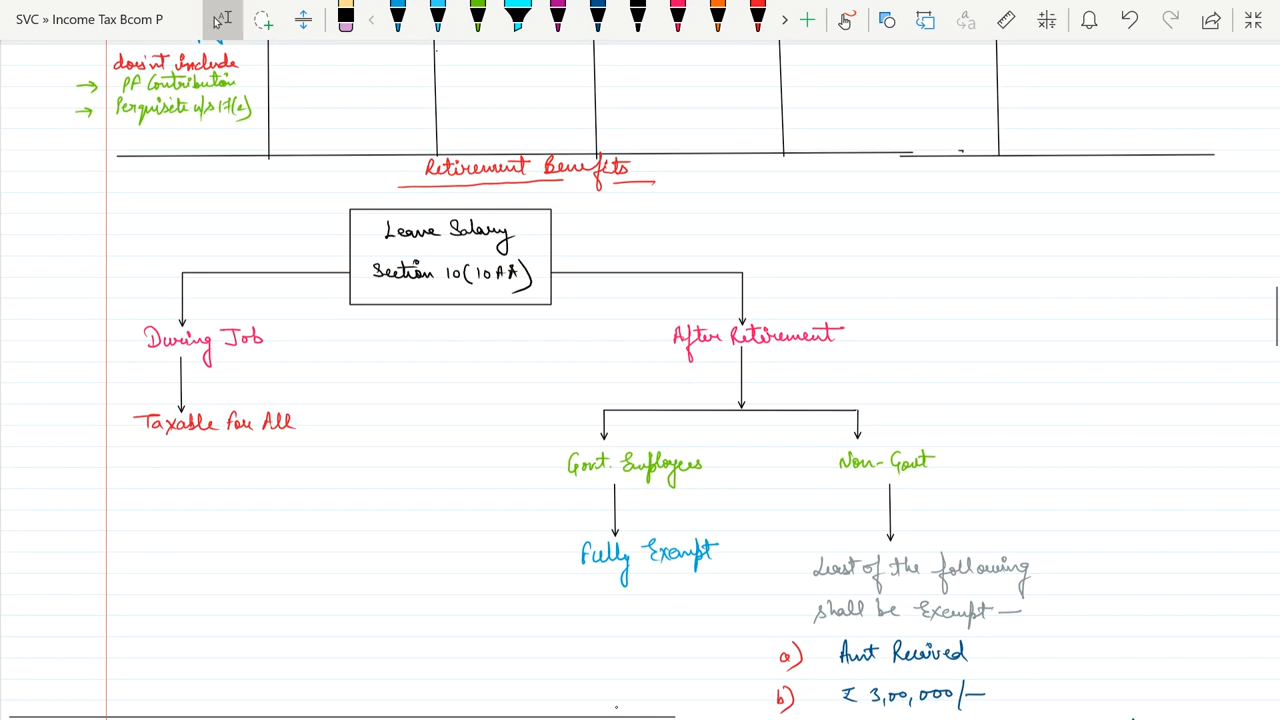 SVC » Income Tax Bcom P
doesn't include
→ PF Contribution
→ Perquisite u/s 17(2)
Retirement Benefits
Leave Salary
Section 10(10AA)
During Job
After Retirement
Taxable for All
Govt. Employees
Non-Govt
Fully Exempt
Least of the following
shall be Exempt —
a) Amt Received
b) ₹ 3,00,000/-